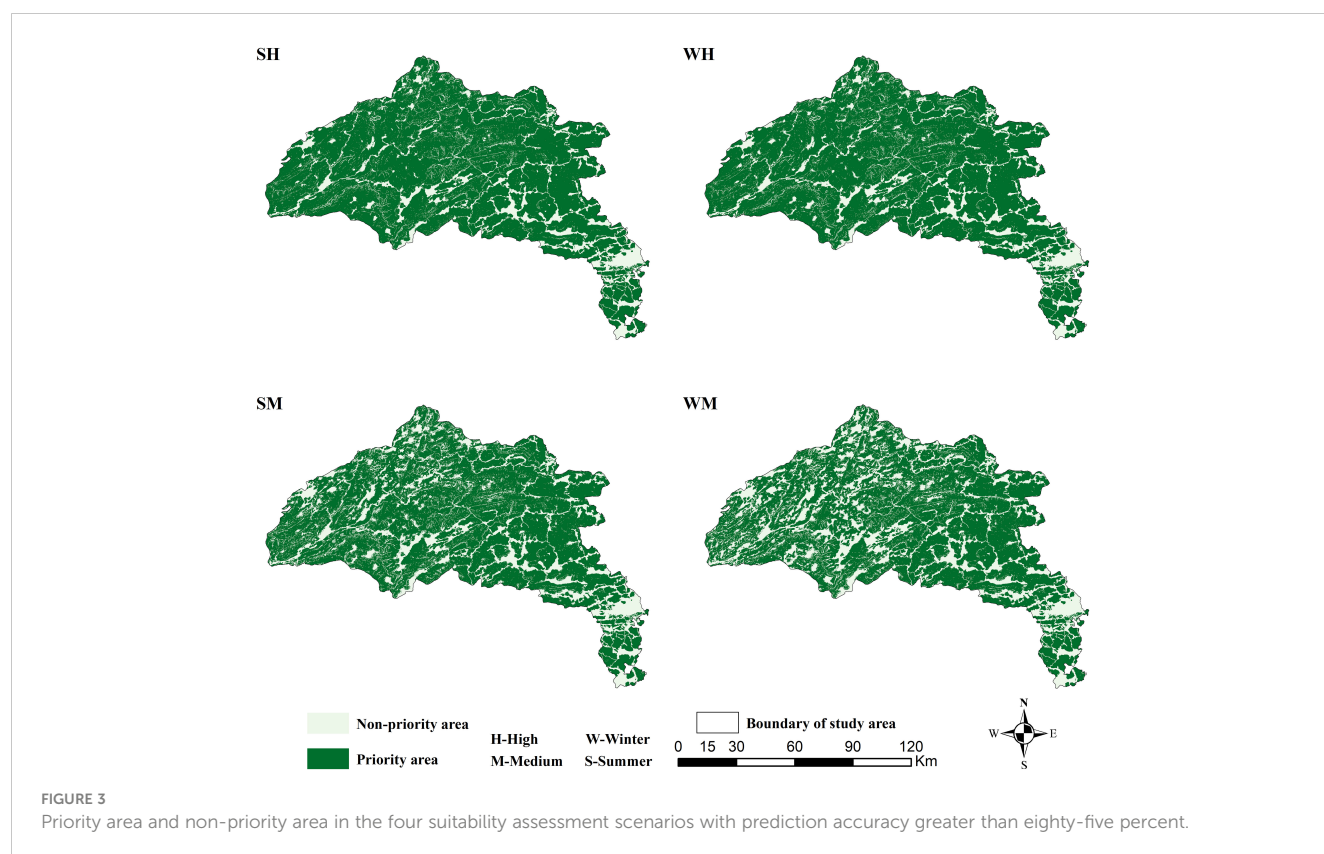 SH
WH
SM
WM
Non-priority area
Priority area
H-High W-Winter
M-Medium S-Summer
Boundary of study area
0 15 30 60 90 120
Km
N
W E
S
FIGURE 3
Priority area and non-priority area in the four suitability assessment scenarios with prediction accuracy greater than eighty-five percent.